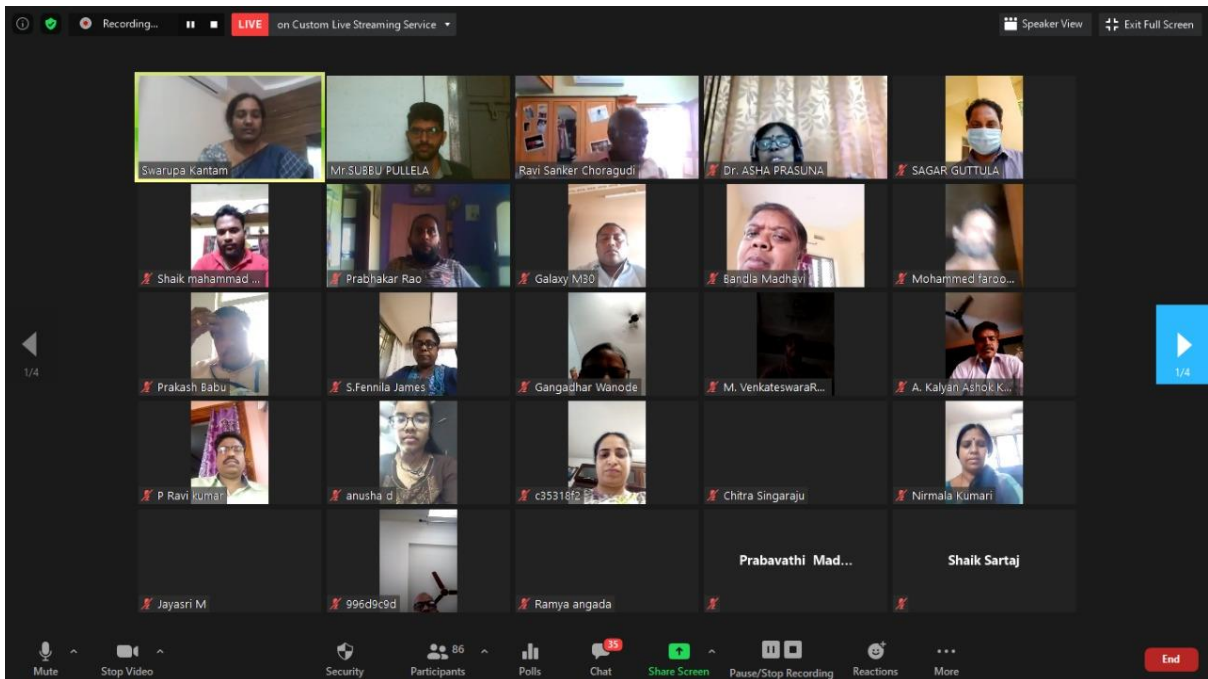 Recording...
LIVE on Custom Live Streaming Service
Speaker View
Exit Full Screen
Swarupa Kantam
Mr.SUBBU PULLELA
Ravi Sanker Choragudi
Dr. ASHA PRASUNA
SAGAR GUTTULA
Shaik mahammad ...
Prabhakar Rao
Galaxy M30
Bandla Madhavi
Mohammed faroo...
Prakash Babu
S.Fennila James
Gangadhar Wanode
M. VenkateswaraR...
A. Kalyan Ashok K...
P Ravi kumar
anusha d
c35318f2
Chitra Singaraju
Nirmala Kumari
Jayasri M
996d9c9d
Ramya angada
Prabavathi Mad...
Shaik Sartaj
1/4
1/4
Mute
Stop Video
Security
86
Participants
Polls
35
Chat
Share Screen
Pause/Stop Recording
Reactions
More
End